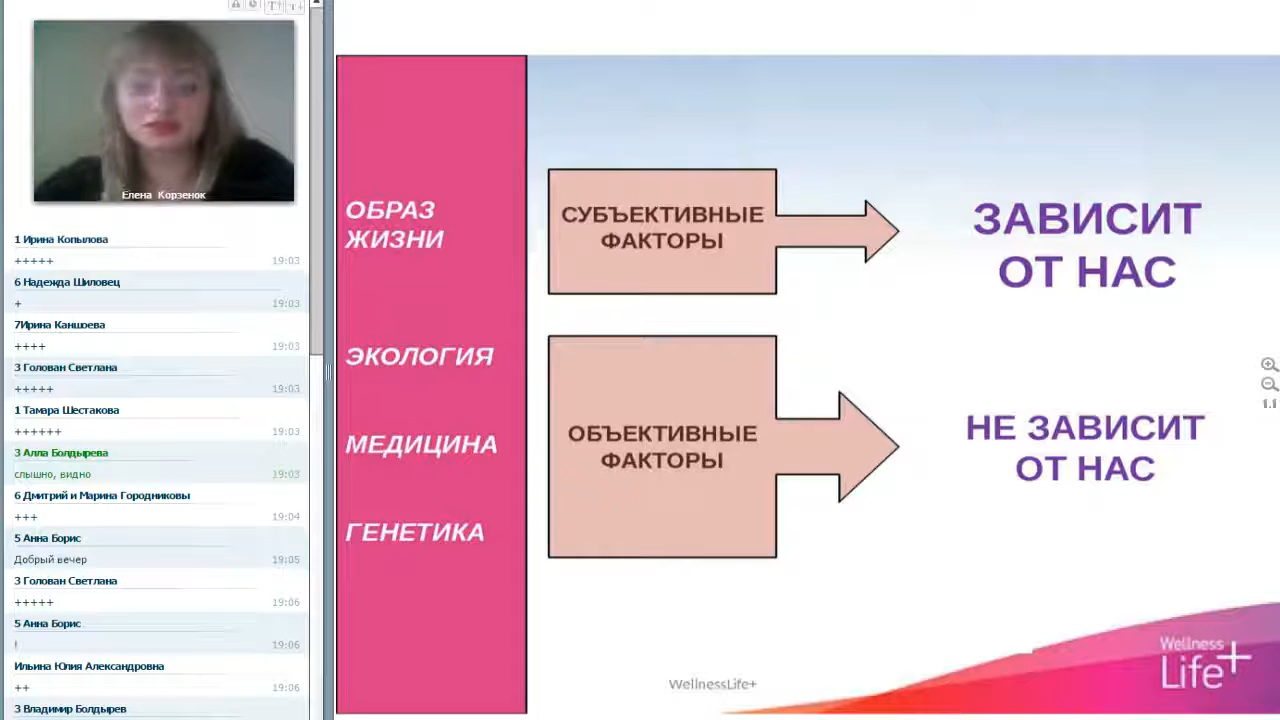 T↑
T↓
Елена Корзенок
1 Ирина Копылова
+++++
19:03
6 Надежда Шиловец
+
19:03
7Ирина Каншоева
++++
19:03
3 Голован Светлана
+++++
19:03
1 Тамара Шестакова
++++++
19:03
3 Алла Болдырева
слышно, видно
19:03
6 Дмитрий и Марина Городниковы
+++
19:04
5 Анна Борис
Добрый вечер
19:05
3 Голован Светлана
+++++
19:06
5 Анна Борис
!
19:06
Ильина Юлия Александровна
++
19:06
3 Владимир Болдырев
ОБРАЗ
ЖИЗНИ
ЭКОЛОГИЯ
МЕДИЦИНА
ГЕНЕТИКА
СУБЪЕКТИВНЫЕ
ФАКТОРЫ
ЗАВИСИТ
ОТ НАС
ОБЪЕКТИВНЫЕ
ФАКТОРЫ
НЕ ЗАВИСИТ
ОТ НАС
1.1
WellnessLife+
Wellness
Life+